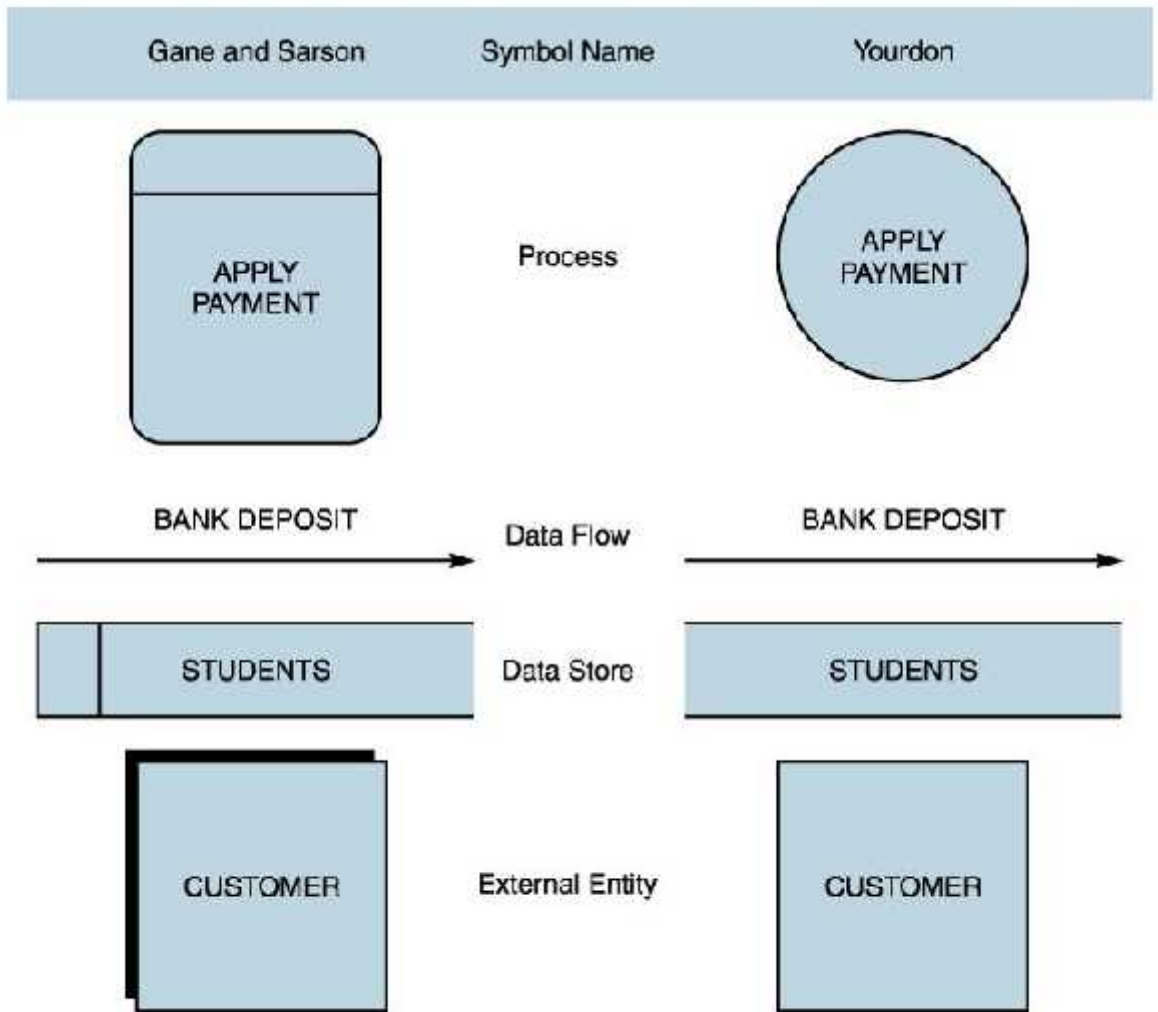 Gane and Sarson Symbol Name Yourdon
APPLY
PAYMENT
Process
APPLY
PAYMENT
BANK DEPOSIT
Data Flow
BANK DEPOSIT
STUDENTS
Data Store
STUDENTS
CUSTOMER
External Entity
CUSTOMER